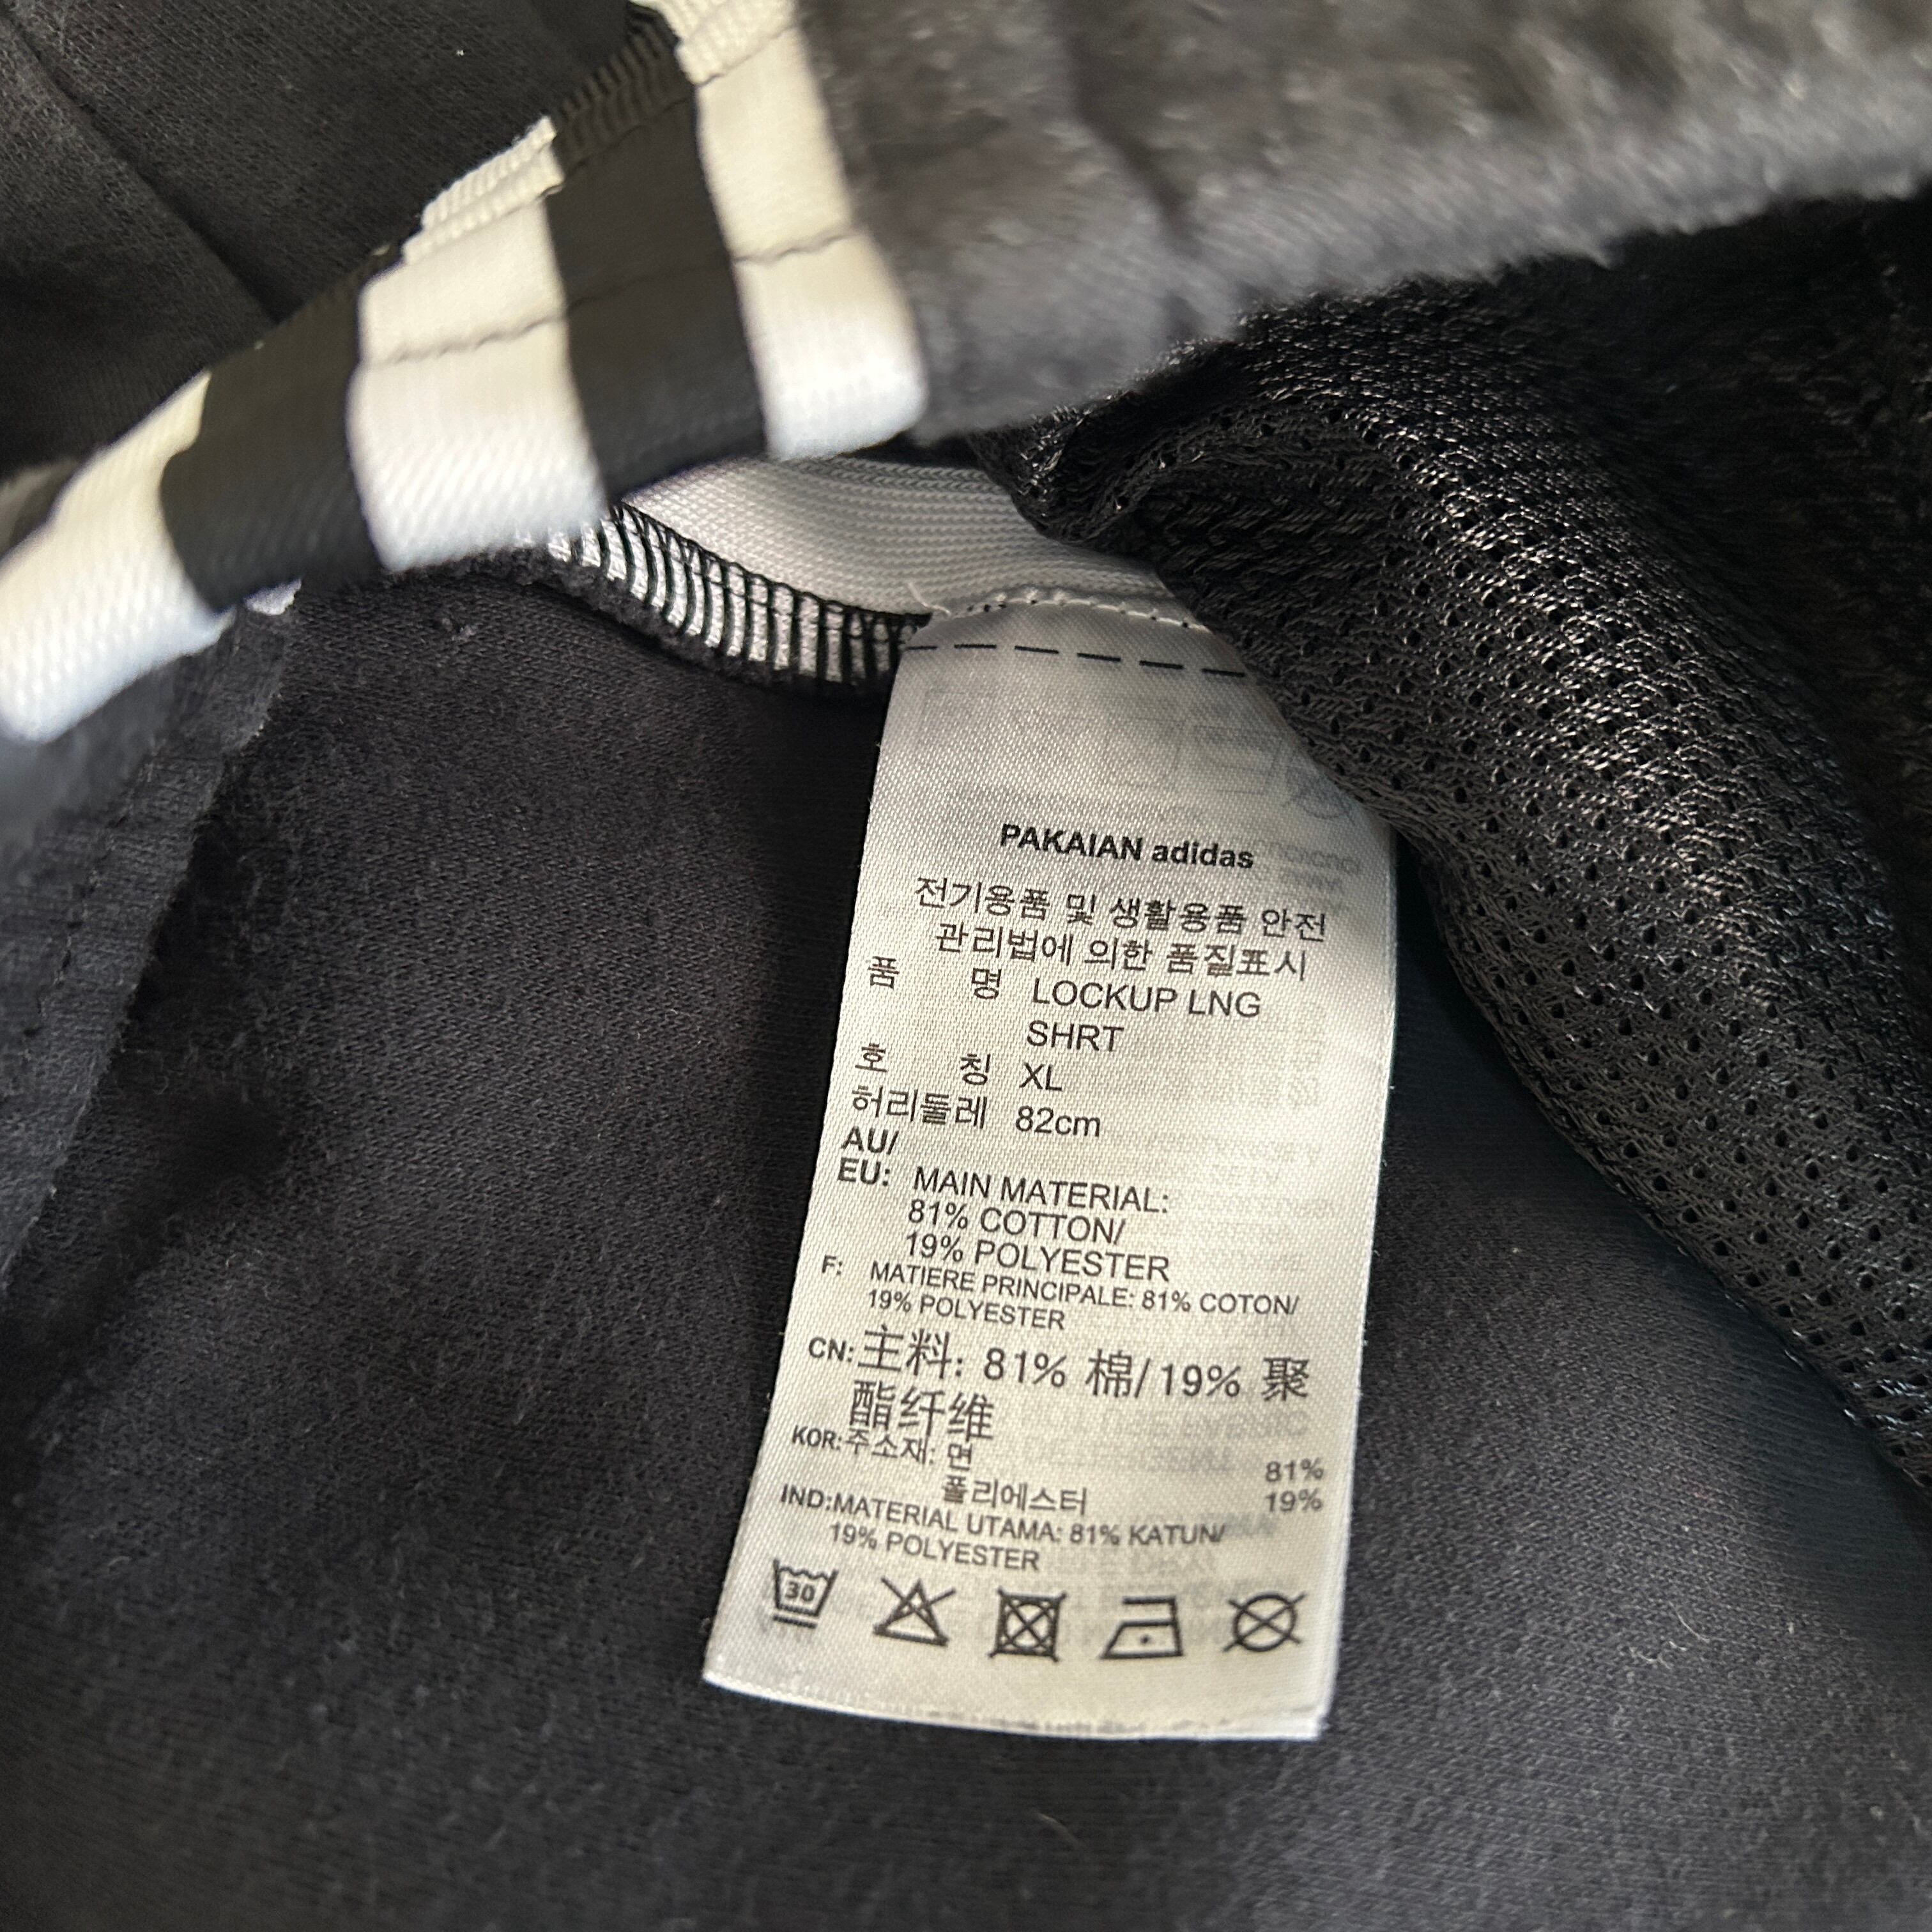 PAKAIAN adidas
전기용품 및 생활용품 안전
관리법에 의한 품질표시
품 명 LOCKUP LNG
SHRT
호 칭 XL
허리둘레 82cm
AU/
EU: MAIN MATERIAL:
81% COTTON/
19% POLYESTER
F: MATIERE PRINCIPALE: 81% COTON/
19% POLYESTER
CN: 主料: 81% 棉/19% 聚
酯纤维
KOR: 주소재: 면 81%
폴리에스터 19%
IND: MATERIAL UTAMA: 81% KATUN/
19% POLYESTER
30